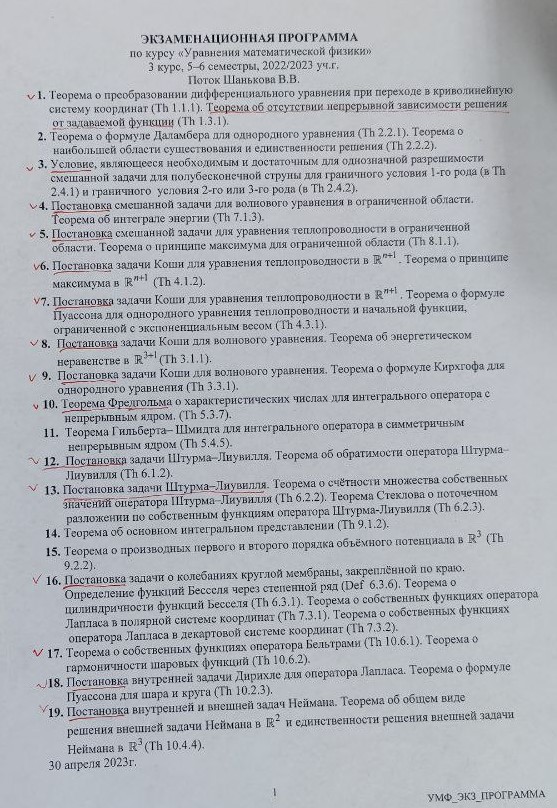 ЭКЗАМЕНАЦИОННАЯ ПРОГРАММА
по курсу «Уравнения математической физики»
3 курс, 5–6 семестры, 2022/2023 уч.г.
Поток Шанькова В.В.
1. Теорема о преобразовании дифференциального уравнения при переходе в криволинейную
систему координат (Th 1.1.1). Теорема об отсутствии непрерывной зависимости решения
от задаваемой функции (Th 1.3.1).
2. Теорема о формуле Даламбера для однородного уравнения (Th 2.2.1). Теорема о
наибольшей области существования и единственности решения (Th 2.2.2).
3. Условие, являющееся необходимым и достаточным для однозначной разрешимости
смешанной задачи для полубесконечной струны для граничного условия 1-го рода (в Th
2.4.1) и граничного условия 2-го или 3-го рода (в Th 2.4.2).
4. Постановка смешанной задачи для волнового уравнения в ограниченной области.
Теорема об интеграле энергии (Th 7.1.3).
5. Постановка смешанной задачи для уравнения теплопроводности в ограниченной
области. Теорема о принципе максимума для ограниченной области (Th 8.1.1).
6. Постановка задачи Коши для уравнения теплопроводности в ℝⁿ⁺¹. Теорема о принципе
максимума в ℝⁿ⁺¹ (Th 4.1.2).
7. Постановка задачи Коши для уравнения теплопроводности в ℝⁿ⁺¹. Теорема о формуле
Пуассона для однородного уравнения теплопроводности и начальной функции,
ограниченной с экспоненциальным весом (Th 4.3.1).
8. Постановка задачи Коши для волнового уравнения. Теорема об энергетическом
неравенстве в ℝ³⁺¹ (Th 3.1.1).
9. Постановка задачи Коши для волнового уравнения. Теорема о формуле Кирхгофа для
однородного уравнения (Th 3.3.1).
10. Теорема Фредгольма о характеристических числах для интегрального оператора с
непрерывным ядром. (Th 5.3.7).
11. Теорема Гильберта– Шмидта для интегрального оператора в симметричным
непрерывным ядром (Th 5.4.5).
12. Постановка задачи Штурма–Лиувилля. Теорема об обратимости оператора Штурма–
Лиувилля (Th 6.1.2).
13. Постановка задачи Штурма–Лиувилля. Теорема о счётности множества собственных
значений оператора Штурма–Лиувилля (Th 6.2.2). Теорема Стеклова о поточечном
разложении по собственным функциям оператора Штурма-Лиувилля (Th 6.2.3).
14. Теорема об основном интегральном представлении (Th 9.1.2).
15. Теорема о производных первого и второго порядка объёмного потенциала в ℝ³ (Th
9.2.2).
16. Постановка задачи о колебаниях круглой мембраны, закреплённой по краю.
Определение функций Бесселя через степенной ряд (Def 6.3.6). Теорема о
цилиндричности функций Бесселя (Th 6.3.1). Теорема о собственных функциях оператора
Лапласа в полярной системе координат (Th 7.3.1). Теорема о собственных функциях
оператора Лапласа в декартовой системе координат (Th 7.3.2).
17. Теорема о собственных функциях оператора Бельтрами (Th 10.6.1). Теорема о
гармоничности шаровых функций (Th 10.6.2).
18. Постановка внутренней задачи Дирихле для оператора Лапласа. Теорема о формуле
Пуассона для шара и круга (Th 10.2.3).
19. Постановка внутренней и внешней задач Неймана. Теорема об общем виде
решения внешней задачи Неймана в ℝ² и единственности решения внешней задачи
Неймана в ℝ³ (Th 10.4.4).
30 апреля 2023г.
1
УМФ_ЭКЗ_ПРОГРАММА